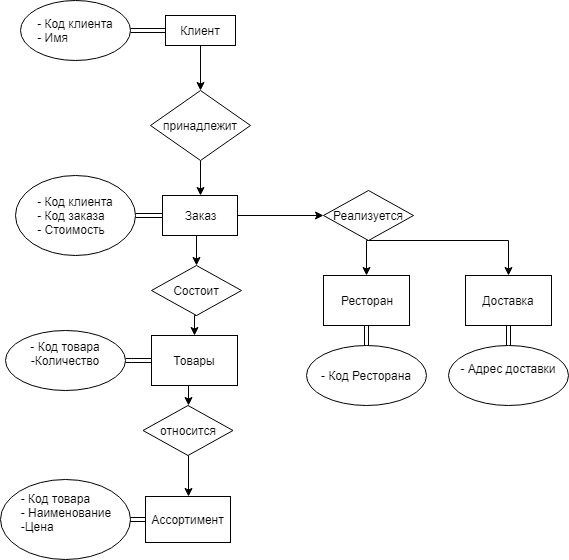 - Код клиента
- Имя
Клиент
принадлежит
- Код клиента
- Код заказа
- Стоимость
Заказ
Реализуется
Состоит
Ресторан
Доставка
- Код товара
-Количество
Товары
- Код Ресторана
- Адрес доставки
относится
- Код товара
- Наименование
-Цена
Ассортимент